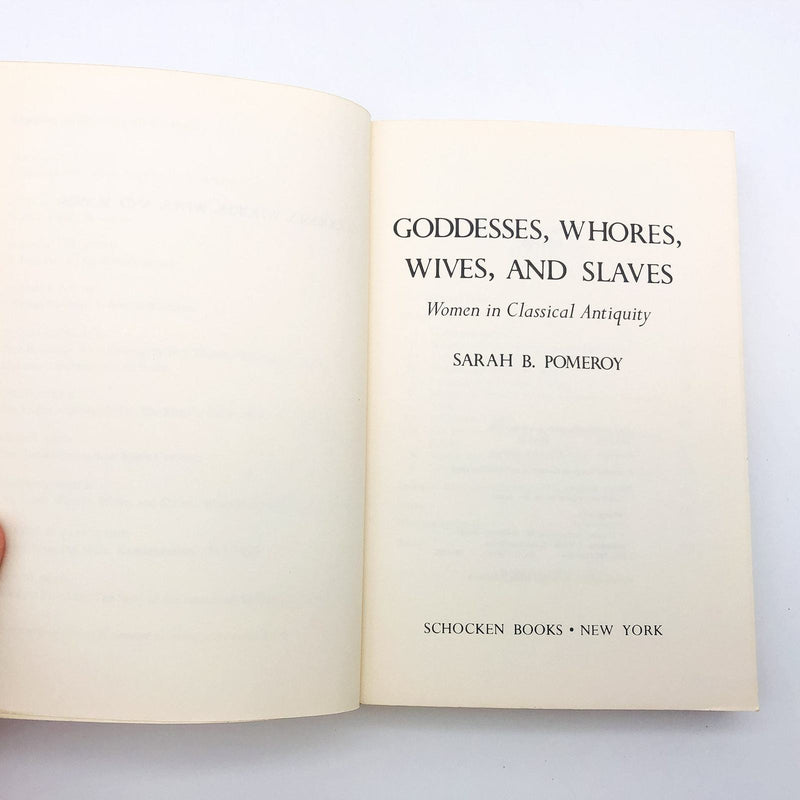 GODDESSES, WHORES,
WIVES, AND SLAVES
Women in Classical Antiquity
SARAH B. POMEROY
SCHOCKEN BOOKS • NEW YORK